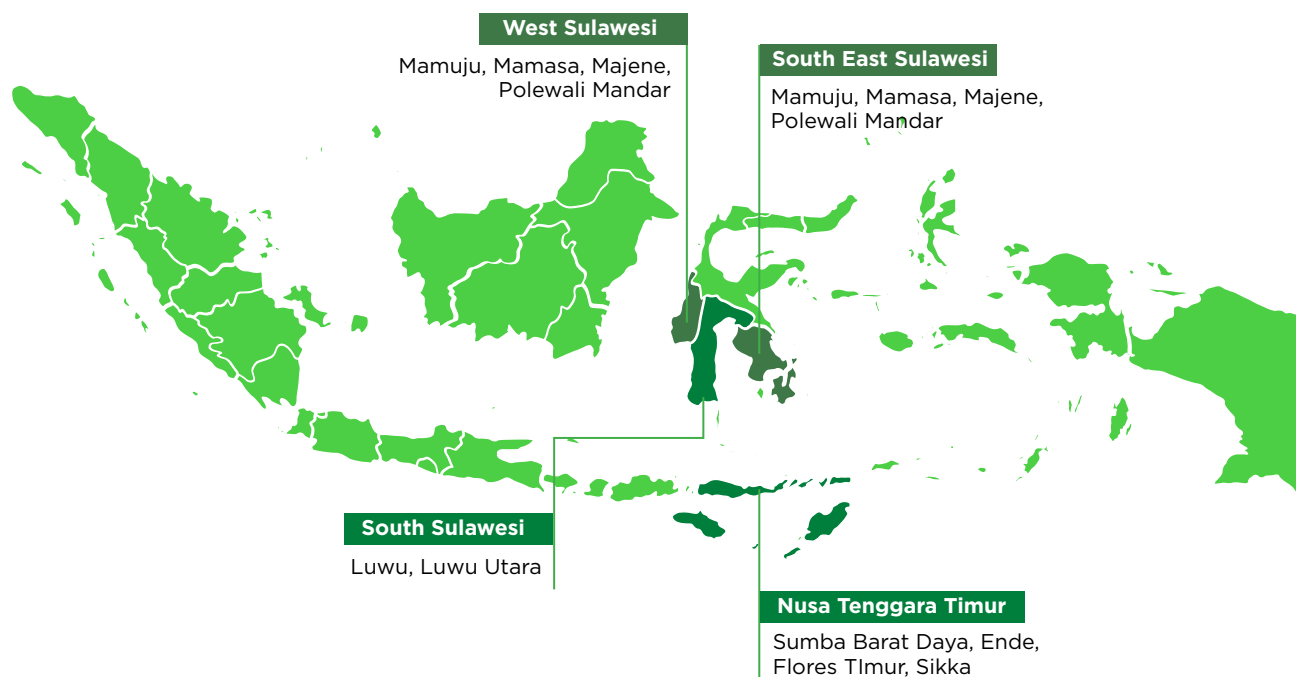 West Sulawesi
Mamuju, Mamasa, Majene,
Polewali Mandar
South East Sulawesi
Mamuju, Mamasa, Majene,
Polewali Mandar
South Sulawesi
Luwu, Luwu Utara
Nusa Tenggara Timur
Sumba Barat Daya, Ende,
Flores TImur, Sikka